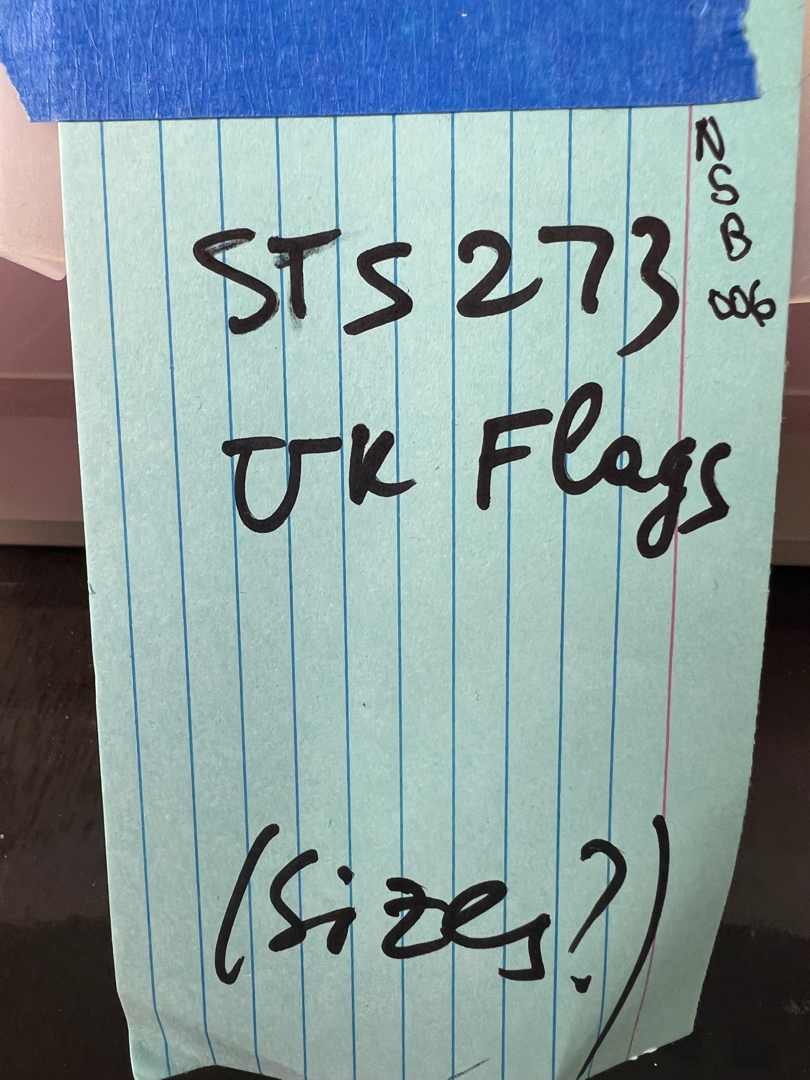 N
S
B
006
STS 273
UK Flags
(Sizes?)